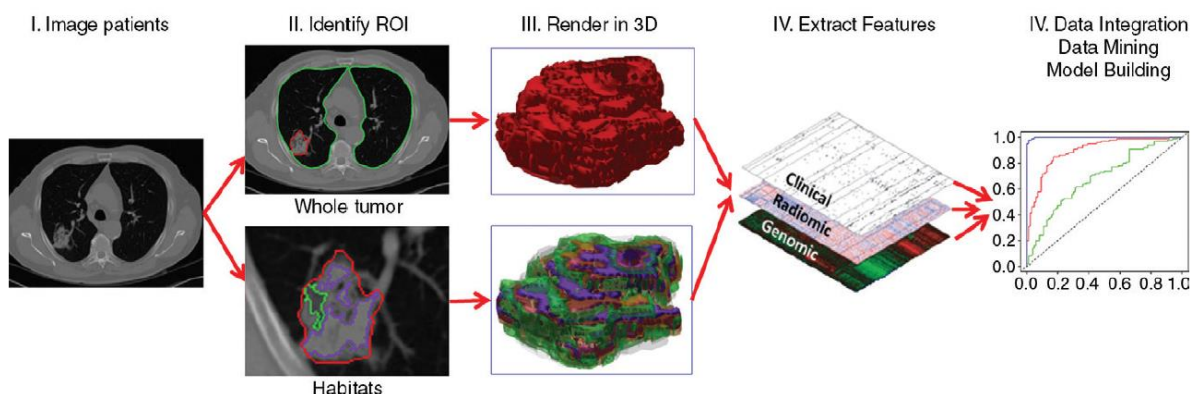 I. Image patients
II. Identify ROI
III. Render in 3D
IV. Extract Features
IV. Data Integration
Data Mining
Model Building
Whole tumor
Habitats
Clinical
Radiomic
Genomic
1.0
0.8
0.6
0.4
0.2
0.0
0.0 0.2 0.4 0.6 0.8 1.0